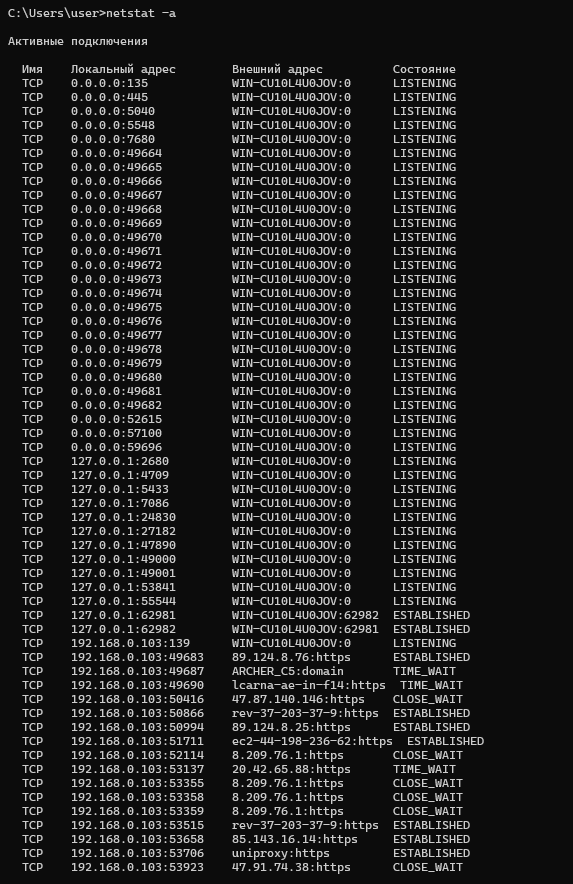 C:\Users\user>netstat -a
Активные подключения
Имя Локальный адрес Внешний адрес Состояние
TCP 0.0.0.0:135 WIN-CU10L4U0JOV:0 LISTENING
TCP 0.0.0.0:445 WIN-CU10L4U0JOV:0 LISTENING
TCP 0.0.0.0:5040 WIN-CU10L4U0JOV:0 LISTENING
TCP 0.0.0.0:5548 WIN-CU10L4U0JOV:0 LISTENING
TCP 0.0.0.0:7680 WIN-CU10L4U0JOV:0 LISTENING
TCP 0.0.0.0:49664 WIN-CU10L4U0JOV:0 LISTENING
TCP 0.0.0.0:49665 WIN-CU10L4U0JOV:0 LISTENING
TCP 0.0.0.0:49666 WIN-CU10L4U0JOV:0 LISTENING
TCP 0.0.0.0:49667 WIN-CU10L4U0JOV:0 LISTENING
TCP 0.0.0.0:49668 WIN-CU10L4U0JOV:0 LISTENING
TCP 0.0.0.0:49669 WIN-CU10L4U0JOV:0 LISTENING
TCP 0.0.0.0:49670 WIN-CU10L4U0JOV:0 LISTENING
TCP 0.0.0.0:49671 WIN-CU10L4U0JOV:0 LISTENING
TCP 0.0.0.0:49672 WIN-CU10L4U0JOV:0 LISTENING
TCP 0.0.0.0:49673 WIN-CU10L4U0JOV:0 LISTENING
TCP 0.0.0.0:49674 WIN-CU10L4U0JOV:0 LISTENING
TCP 0.0.0.0:49675 WIN-CU10L4U0JOV:0 LISTENING
TCP 0.0.0.0:49676 WIN-CU10L4U0JOV:0 LISTENING
TCP 0.0.0.0:49677 WIN-CU10L4U0JOV:0 LISTENING
TCP 0.0.0.0:49678 WIN-CU10L4U0JOV:0 LISTENING
TCP 0.0.0.0:49679 WIN-CU10L4U0JOV:0 LISTENING
TCP 0.0.0.0:49680 WIN-CU10L4U0JOV:0 LISTENING
TCP 0.0.0.0:49681 WIN-CU10L4U0JOV:0 LISTENING
TCP 0.0.0.0:49682 WIN-CU10L4U0JOV:0 LISTENING
TCP 0.0.0.0:52615 WIN-CU10L4U0JOV:0 LISTENING
TCP 0.0.0.0:57100 WIN-CU10L4U0JOV:0 LISTENING
TCP 0.0.0.0:59696 WIN-CU10L4U0JOV:0 LISTENING
TCP 127.0.0.1:2680 WIN-CU10L4U0JOV:0 LISTENING
TCP 127.0.0.1:4709 WIN-CU10L4U0JOV:0 LISTENING
TCP 127.0.0.1:5433 WIN-CU10L4U0JOV:0 LISTENING
TCP 127.0.0.1:7086 WIN-CU10L4U0JOV:0 LISTENING
TCP 127.0.0.1:24830 WIN-CU10L4U0JOV:0 LISTENING
TCP 127.0.0.1:27182 WIN-CU10L4U0JOV:0 LISTENING
TCP 127.0.0.1:47890 WIN-CU10L4U0JOV:0 LISTENING
TCP 127.0.0.1:49000 WIN-CU10L4U0JOV:0 LISTENING
TCP 127.0.0.1:49001 WIN-CU10L4U0JOV:0 LISTENING
TCP 127.0.0.1:53841 WIN-CU10L4U0JOV:0 LISTENING
TCP 127.0.0.1:55544 WIN-CU10L4U0JOV:0 LISTENING
TCP 127.0.0.1:62981 WIN-CU10L4U0JOV:62982 ESTABLISHED
TCP 127.0.0.1:62982 WIN-CU10L4U0JOV:62981 ESTABLISHED
TCP 192.168.0.103:139 WIN-CU10L4U0JOV:0 LISTENING
TCP 192.168.0.103:49683 89.124.8.76:https ESTABLISHED
TCP 192.168.0.103:49687 ARCHER_C5:domain TIME_WAIT
TCP 192.168.0.103:49690 lcarna-ae-in-f14:https TIME_WAIT
TCP 192.168.0.103:50416 47.87.140.146:https CLOSE_WAIT
TCP 192.168.0.103:50866 rev-37-203-37-9:https ESTABLISHED
TCP 192.168.0.103:50994 89.124.8.25:https ESTABLISHED
TCP 192.168.0.103:51711 ec2-44-198-236-62:https ESTABLISHED
TCP 192.168.0.103:52114 8.209.76.1:https CLOSE_WAIT
TCP 192.168.0.103:53137 20.42.65.88:https TIME_WAIT
TCP 192.168.0.103:53355 8.209.76.1:https CLOSE_WAIT
TCP 192.168.0.103:53358 8.209.76.1:https CLOSE_WAIT
TCP 192.168.0.103:53359 8.209.76.1:https CLOSE_WAIT
TCP 192.168.0.103:53515 rev-37-203-37-9:https ESTABLISHED
TCP 192.168.0.103:53658 85.143.16.14:https ESTABLISHED
TCP 192.168.0.103:53706 uniproxy:https ESTABLISHED
TCP 192.168.0.103:53923 47.91.74.38:https CLOSE_WAIT